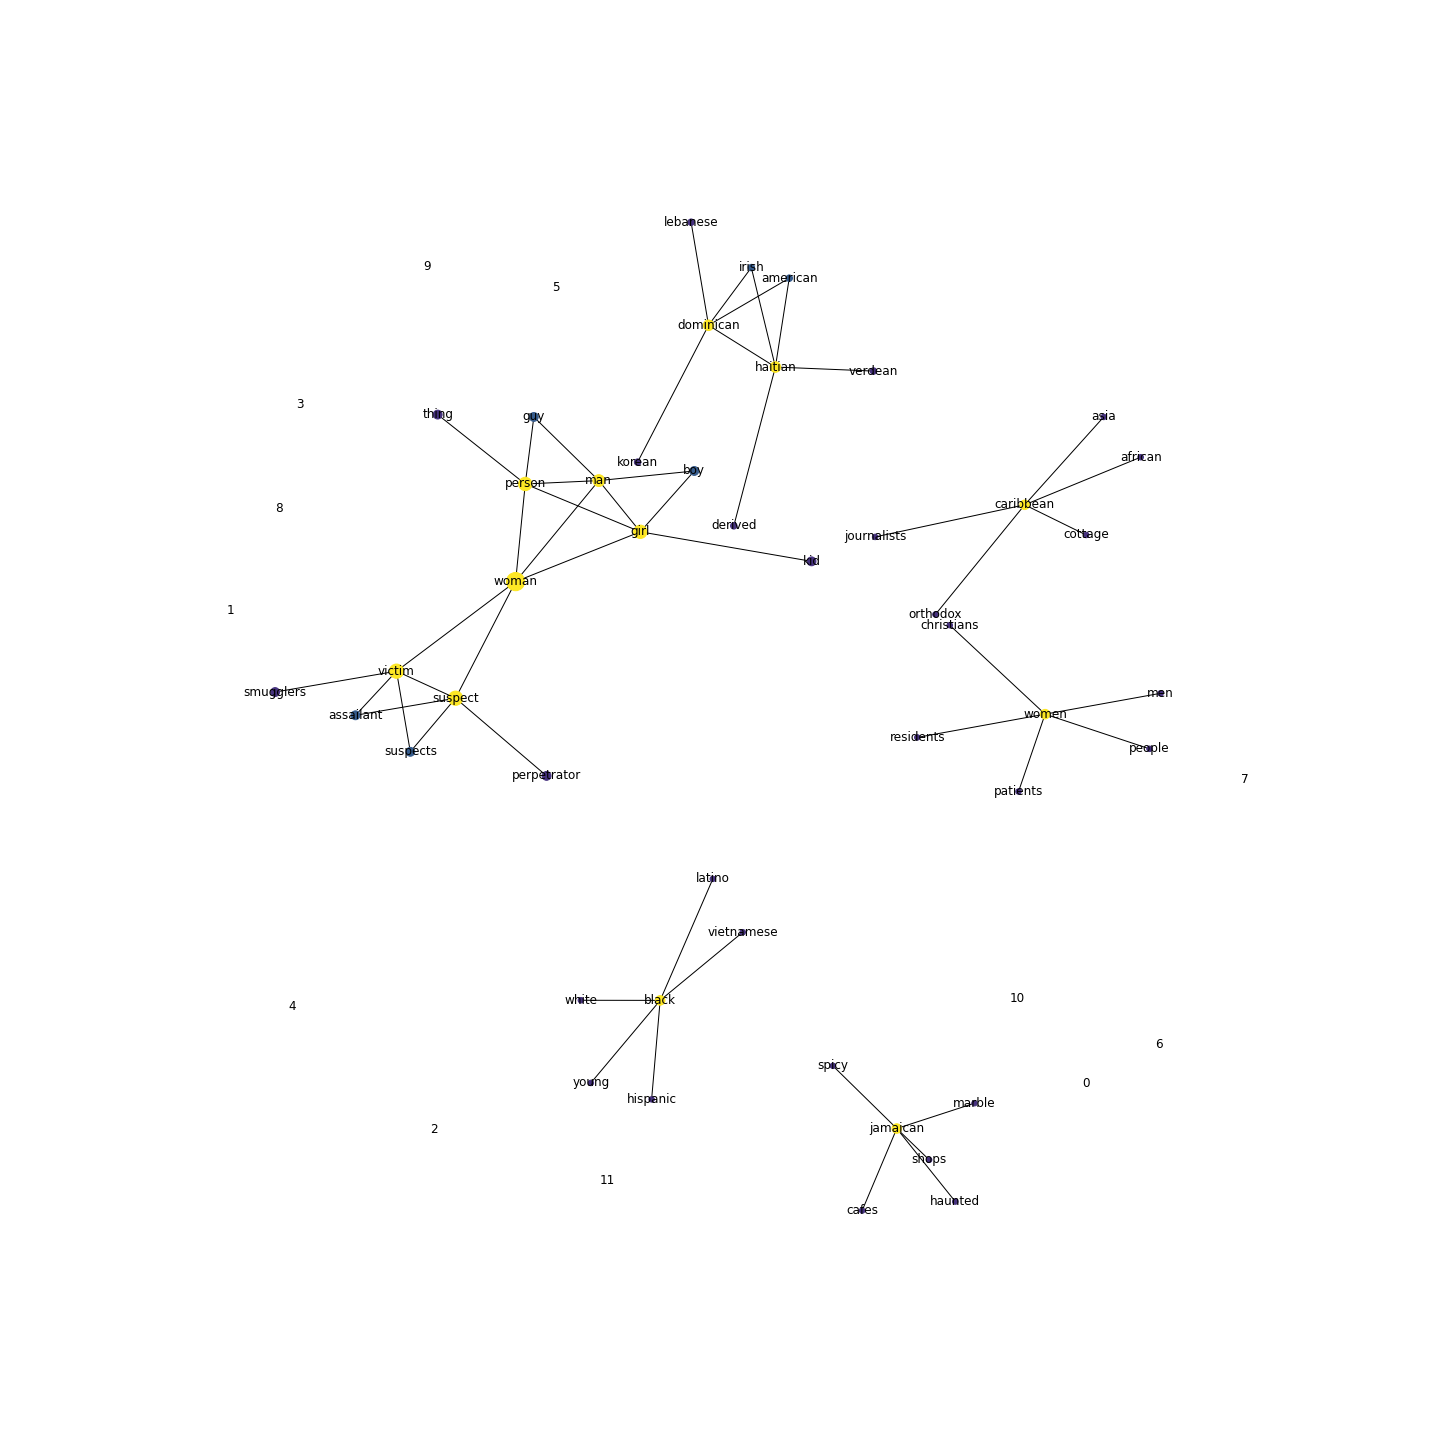 lebanese
9
irish
american
5
dominican
haitian
verdean
3
thing
guy
asia
korean
african
boy
person
man
caribbean
8
derived
girl
journalists
cottage
kid
woman
1
orthodox
christians
victim
smugglers
men
suspect
assailant
women
residents
people
suspects
perpetrator
7
patients
latino
vietnamese
10
white
black
4
6
spicy
young
0
hispanic
marble
jamaican
2
shops
11
haunted
cafes